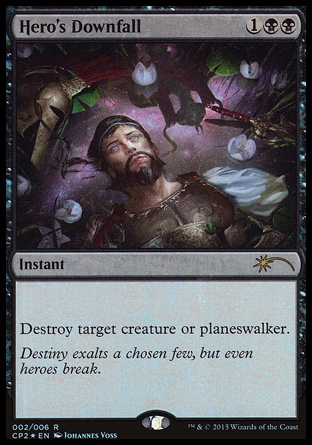 Hero's Downfall 1
Instant
Destroy target creature or planeswalker.
Destiny exalts a chosen few, but even
heroes break.
002/006 R
CP2 ★ EN Johannes Voss
™ & © 2015 Wizards of the Coast